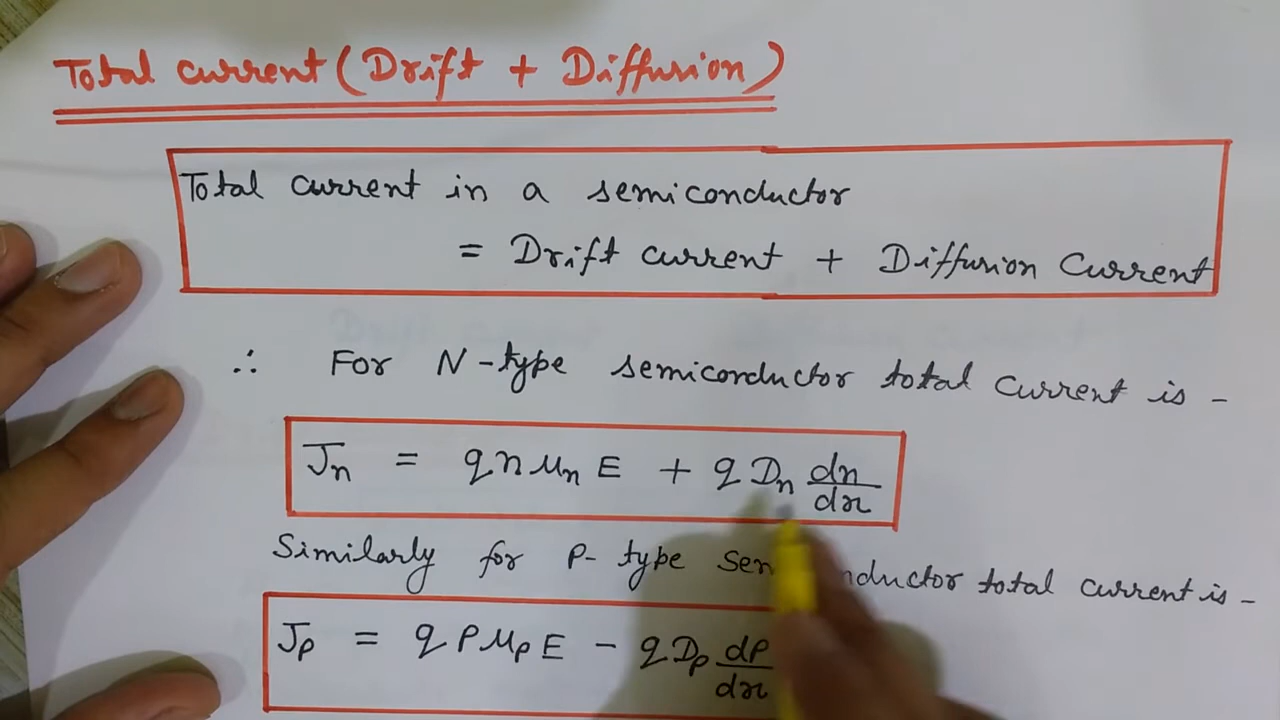 Total current (Drift + Diffusion)
Total current in a semiconductor
= Drift current + Diffusion Current
∴ For N-type semiconductor total current is -
Jn = qnμn E + qDn dn/dx
Similarly for P-type total current is -
Jp = qPμp E - qDp dP/dx